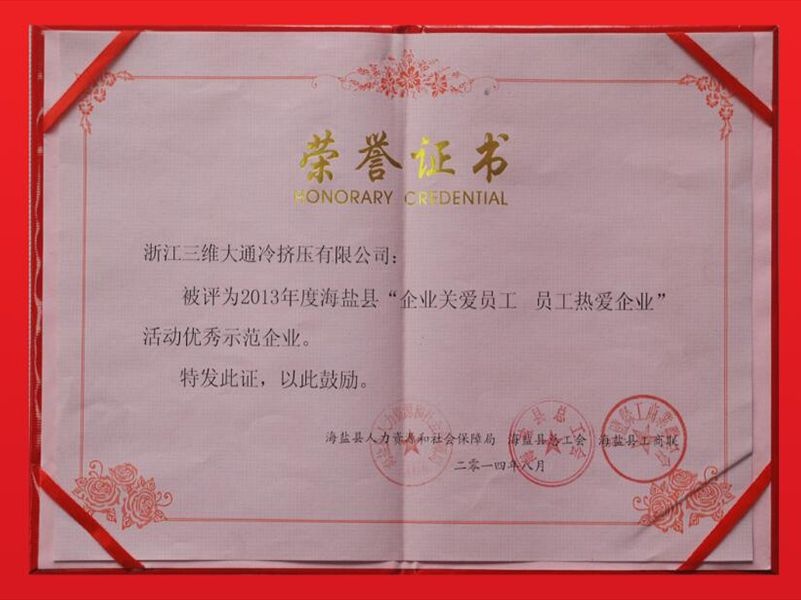 荣誉证书
HONORARY CREDENTIAL
浙江三维大通冷挤压有限公司：
被评为2013年度海盐县“企业关爱员工 员工热爱企业”
活动优秀示范企业。
特发此证，以此鼓励。
海盐县人力资源和社会保障局 海盐县总工会 海盐县工商联
二零一四年八月